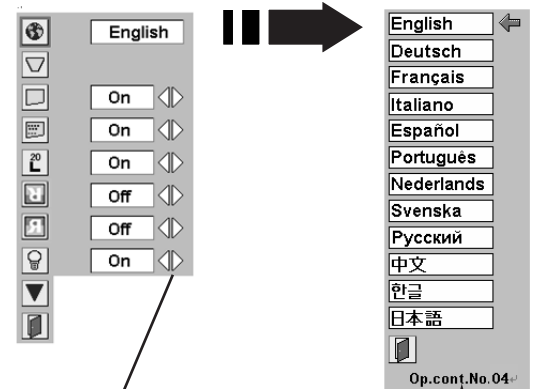 English
On
On
20
L
On
Off
Off
On
English
Deutsch
Français
Italiano
Español
Português
Nederlands
Svenska
Русский
中文
한글
日本語
Op.cont.No.04